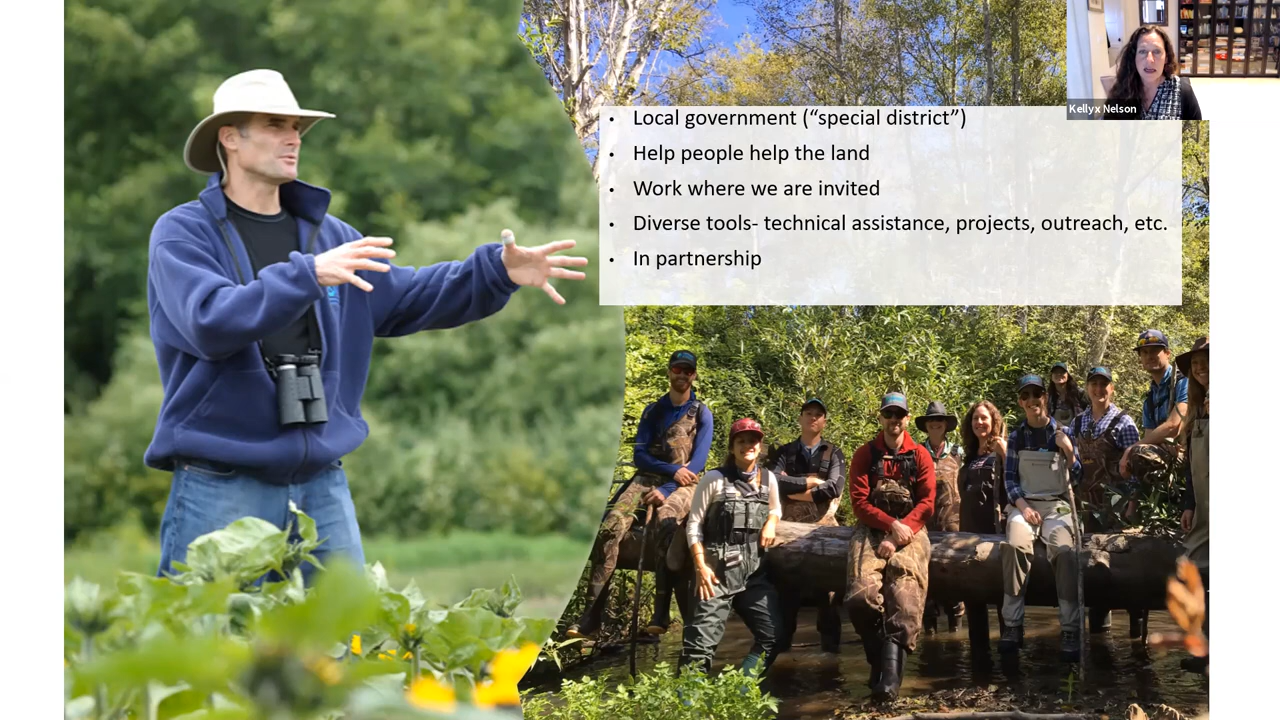 Kellyx Nelson
• Local government (“special district”)
• Help people help the land
• Work where we are invited
• Diverse tools- technical assistance, projects, outreach, etc.
• In partnership